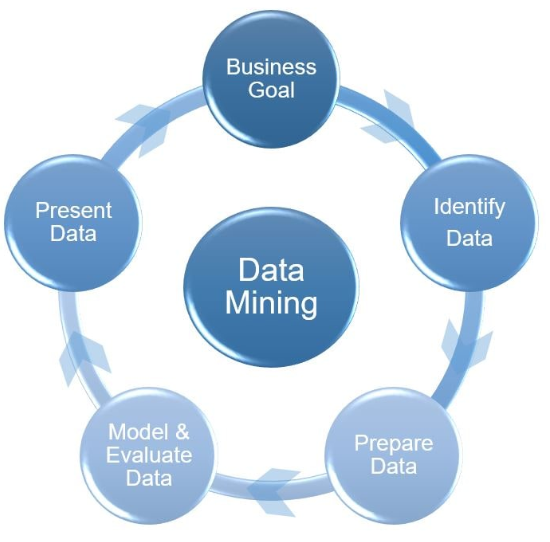 Business
Goal
Identify
Data
Prepare
Data
Model &
Evaluate
Data
Present
Data
Data
Mining